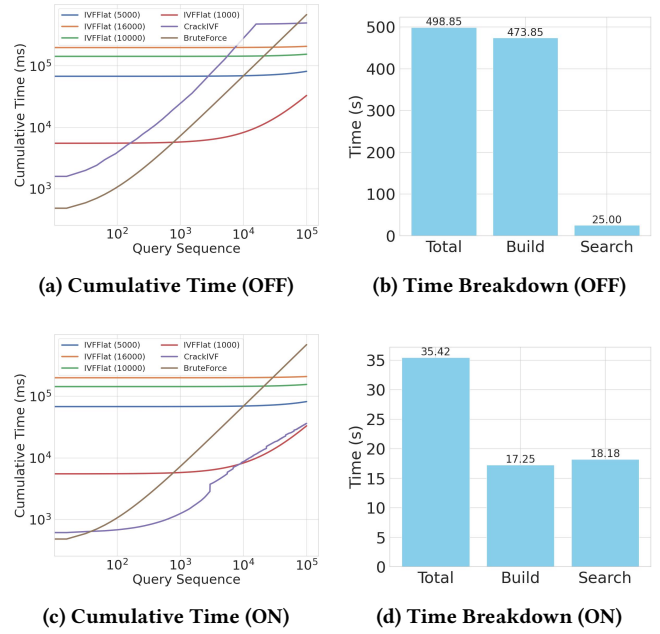 IVFFlat (5000) IVFFlat (1000)
IVFFlat (16000) CrackIVF
IVFFlat (10000) BruteForce
Cumulative Time (ms)
10^5
10^4
10^3
10^2 10^3 10^4 10^5
Query Sequence
(a) Cumulative Time (OFF)
498.85
473.85
25.00
Time (s)
500
400
300
200
100
0
Total Build Search
(b) Time Breakdown (OFF)
IVFFlat (5000) IVFFlat (1000)
IVFFlat (16000) CrackIVF
IVFFlat (10000) BruteForce
Cumulative Time (ms)
10^5
10^4
10^3
10^2 10^3 10^4 10^5
Query Sequence
(c) Cumulative Time (ON)
35.42
17.25 18.18
Time (s)
35
30
25
20
15
10
5
0
Total Build Search
(d) Time Breakdown (ON)